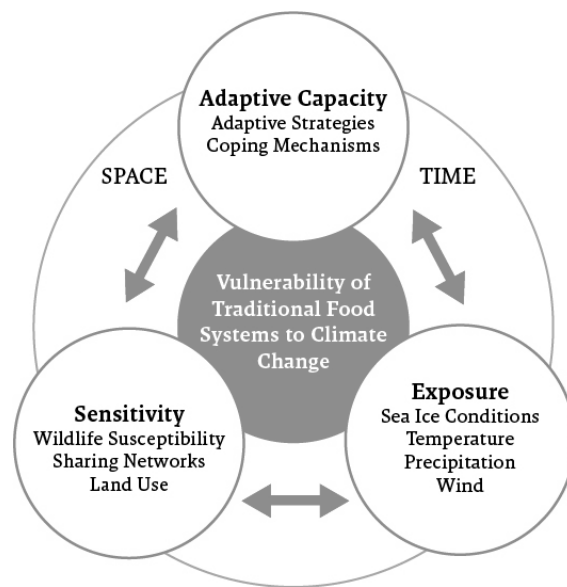 Adaptive Capacity
Adaptive Strategies
Coping Mechanisms
SPACE
TIME
Vulnerability of
Traditional Food
Systems to Climate
Change
Sensitivity
Wildlife Susceptibility
Sharing Networks
Land Use
Exposure
Sea Ice Conditions
Temperature
Precipitation
Wind